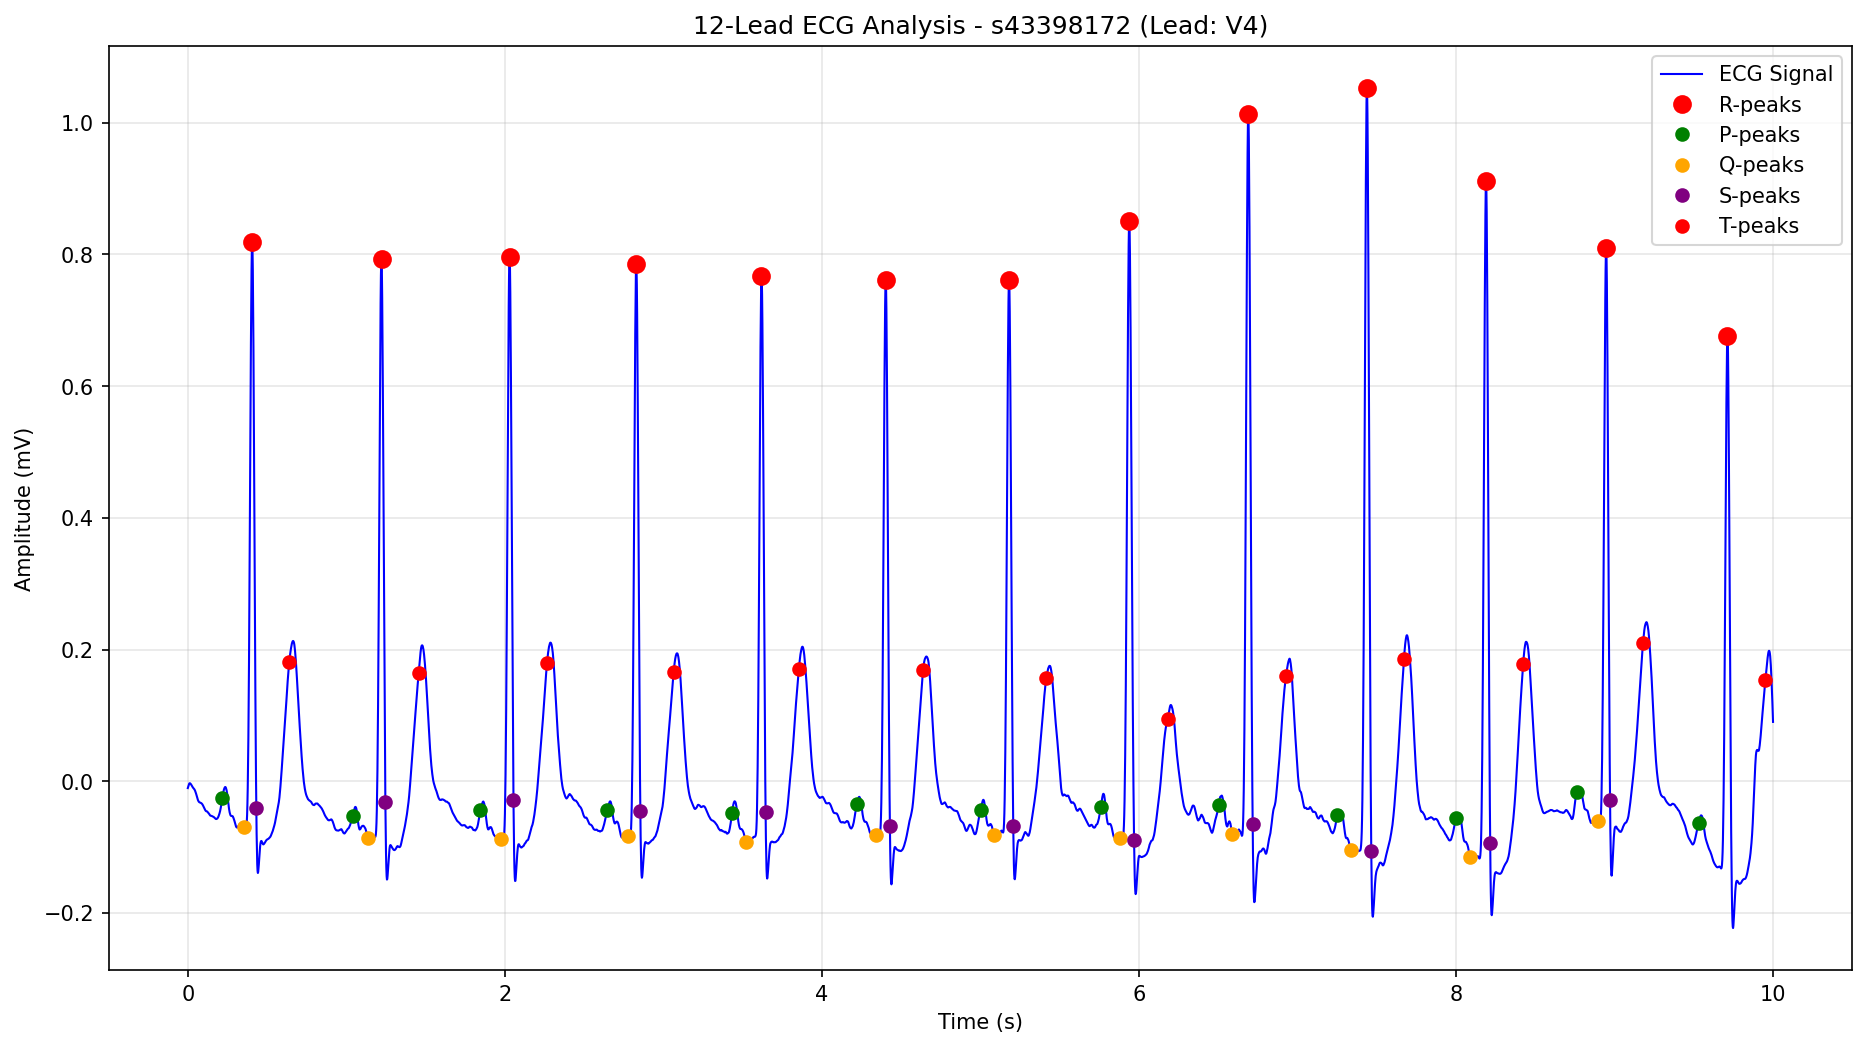 12-Lead ECG Analysis - s43398172 (Lead: V4)
ECG Signal
R-peaks
P-peaks
Q-peaks
S-peaks
T-peaks
Amplitude (mV)
1.0
0.8
0.6
0.4
0.2
0.0
−0.2
0 2 4 6 8 10
Time (s)